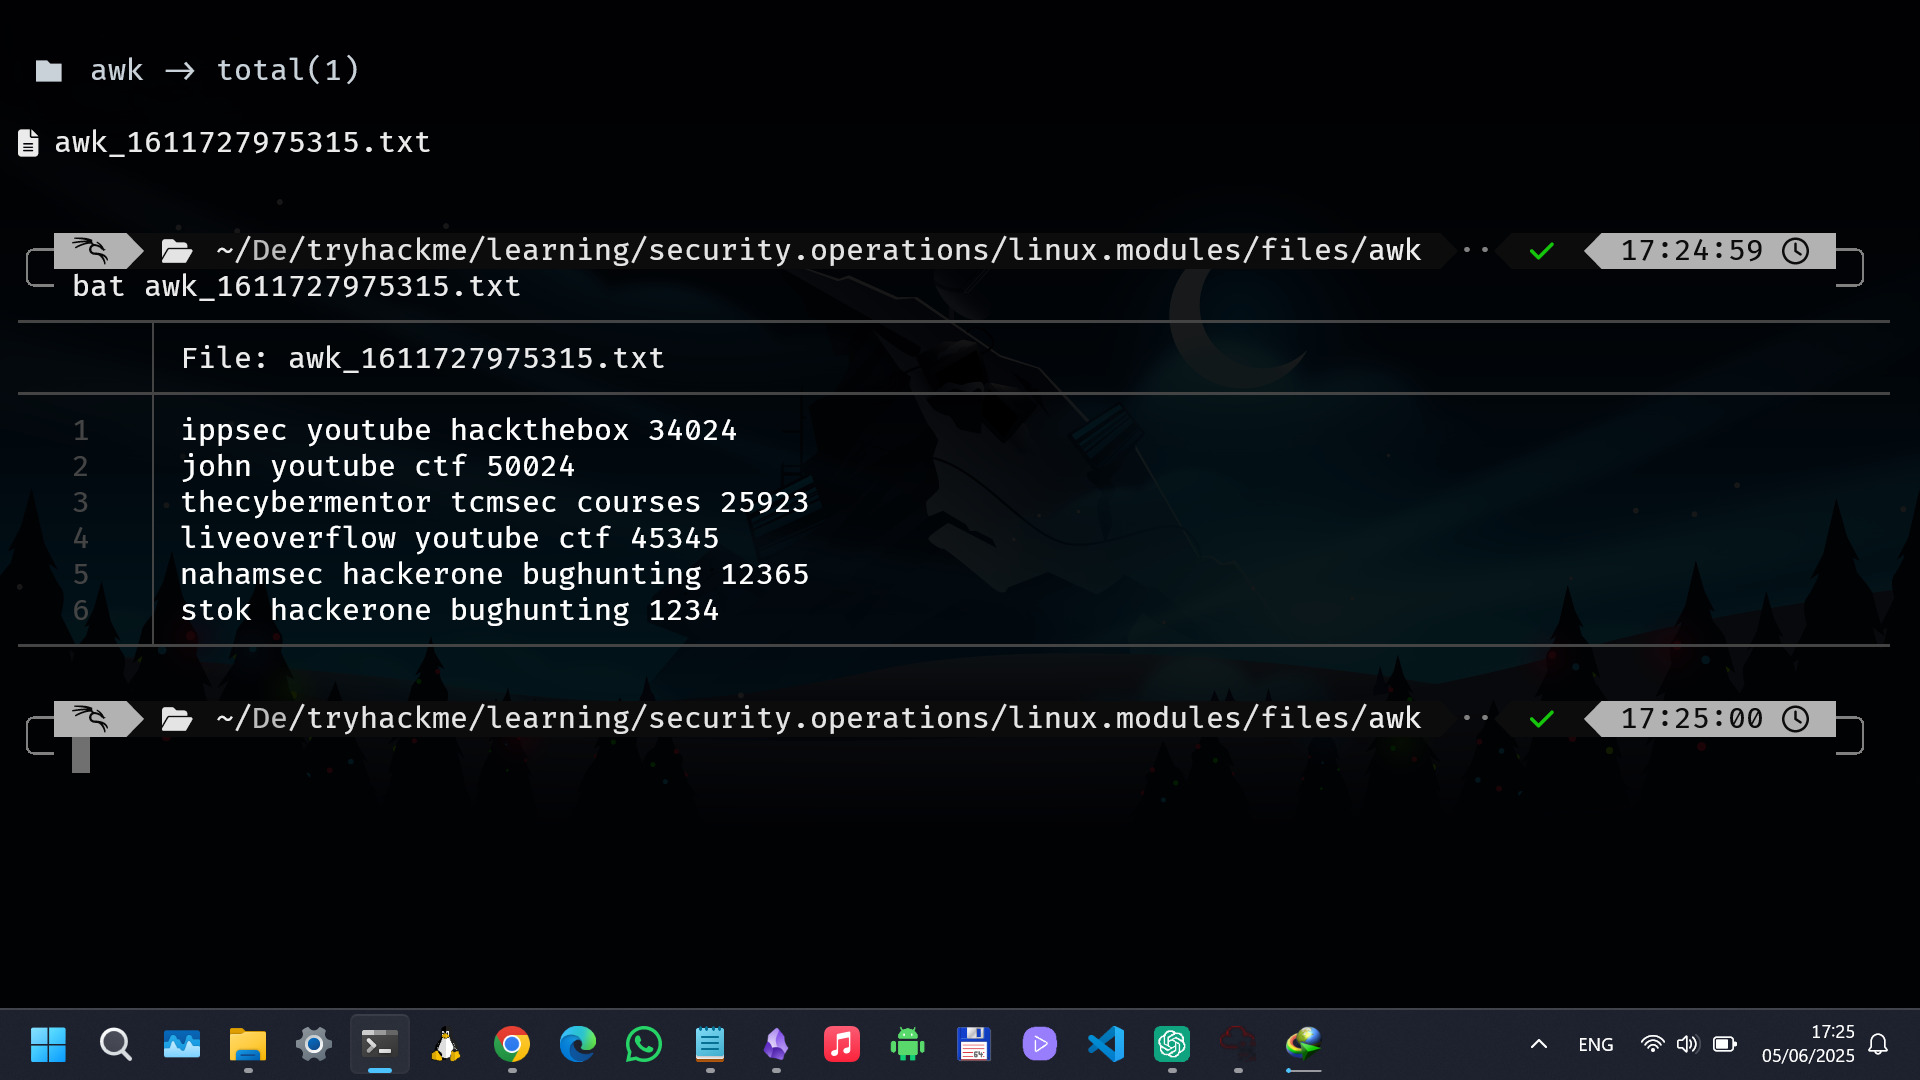 awk → total(1)
awk_1611727975315.txt
~/De/tryhackme/learning/security.operations/linux.modules/files/awk ·· ✓ 17:24:59
bat awk_1611727975315.txt
File: awk_1611727975315.txt
1 ippsec youtube hackthebox 34024
2 john youtube ctf 50024
3 thecybermentor tcmsec courses 25923
4 liveoverflow youtube ctf 45345
5 nahamsec hackerone bughunting 12365
6 stok hackerone bughunting 1234
~/De/tryhackme/learning/security.operations/linux.modules/files/awk ·· ✓ 17:25:00
64
ENG
17:25
05/06/2025